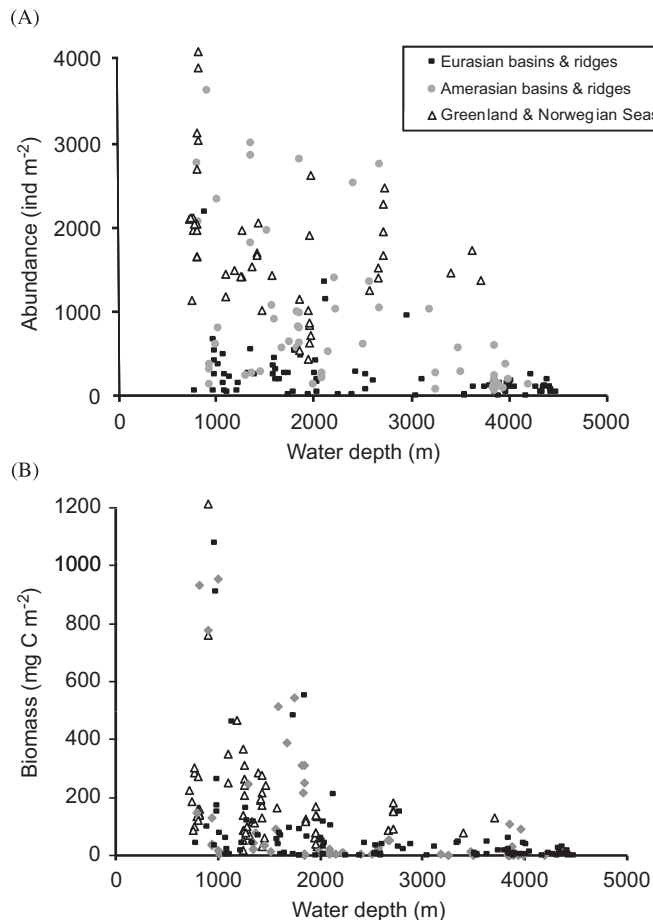 (A)
4000
3000
2000
1000
0
Abundance (ind m-2)
Eurasian basins & ridges
Amerasian basins & ridges
Greenland & Norwegian Seas
0 1000 2000 3000 4000 5000
Water depth (m)
(B)
1200
1000
800
600
400
200
0
Biomass (mg C m-2)
0 1000 2000 3000 4000 5000
Water depth (m)